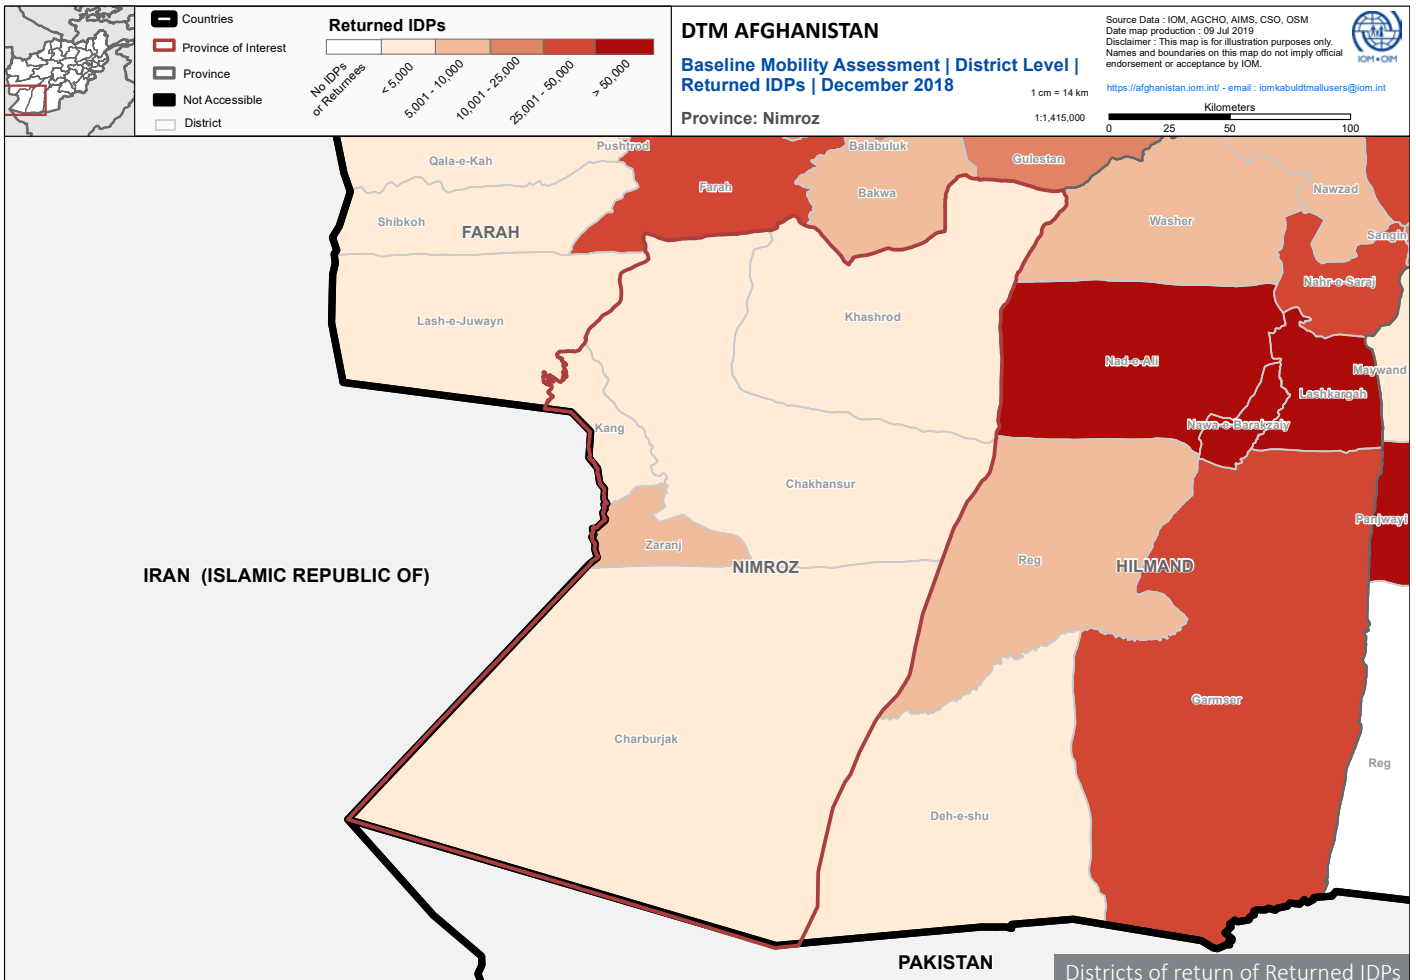 Countries
Province of Interest
Province
Not Accessible
District
Returned IDPs
No IDPs
or Returnees
< 5,000
5,001 - 10,000
10,001 - 25,000
25,001 - 50,000
> 50,000
DTM AFGHANISTAN
Baseline Mobility Assessment | District Level |
Returned IDPs | December 2018
Province: Nimroz
1 cm = 14 km
1:1,415,000
Source Data : IOM, AGCHO, AIMS, CSO, OSM
Date map production : 09 Jul 2019
Disclaimer : This map is for illustration purposes only.
Names and boundaries on this map do not imply official
endorsement or acceptance by IOM.
https://afghanistan.iom.int/ - email : iomkabuldtmallusers@iom.int
Kilometers
0 25 50 100
IOM•OIM
Pushtrod
Balabuluk
Gulestan
Qala-e-Kah
Farah
Bakwa
Nawzad
Shibkoh
FARAH
Washer
Sangin
Nahr-e-Saraj
Lash-e-Juwayn
Khashrod
Nad-e-Ali
Maywand
Lashkargah
Kang
Nawa-e-Barakzaiy
Chakhansur
Panjwayi
Zaranj
NIMROZ
Reg
HILMAND
IRAN (ISLAMIC REPUBLIC OF)
Garmser
Charburjak
Reg
Deh-e-shu
PAKISTAN
Districts of return of Returned IDPs